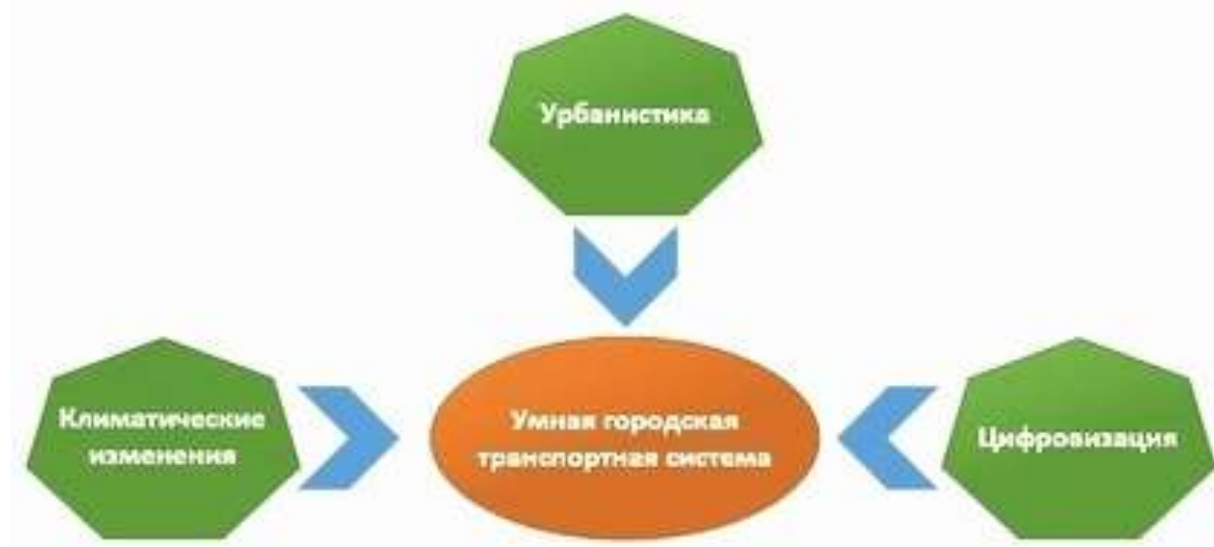 Урбанистика
Климатические
изменения
Умная городская
транспортная система
Цифровизация